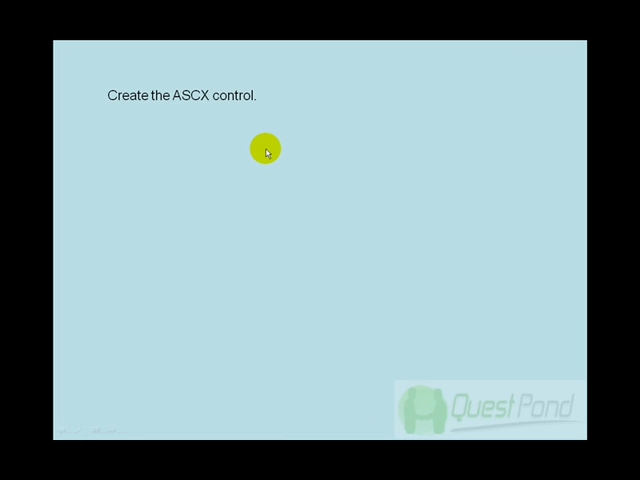 Create the ASCX control.
QuestPond